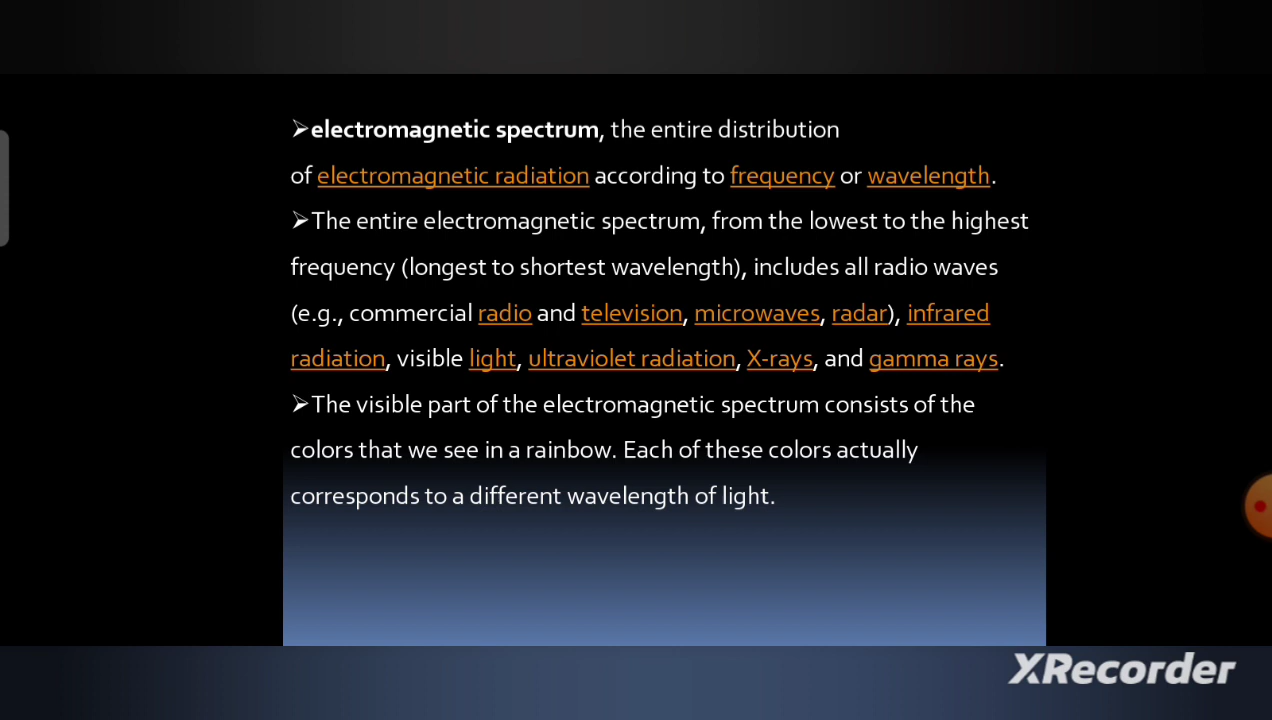 ➢electromagnetic spectrum, the entire distribution
of electromagnetic radiation according to frequency or wavelength.
➢The entire electromagnetic spectrum, from the lowest to the highest
frequency (longest to shortest wavelength), includes all radio waves
(e.g., commercial radio and television, microwaves, radar), infrared
radiation, visible light, ultraviolet radiation, X-rays, and gamma rays.
➢The visible part of the electromagnetic spectrum consists of the
colors that we see in a rainbow. Each of these colors actually
corresponds to a different wavelength of light.
XRecorder